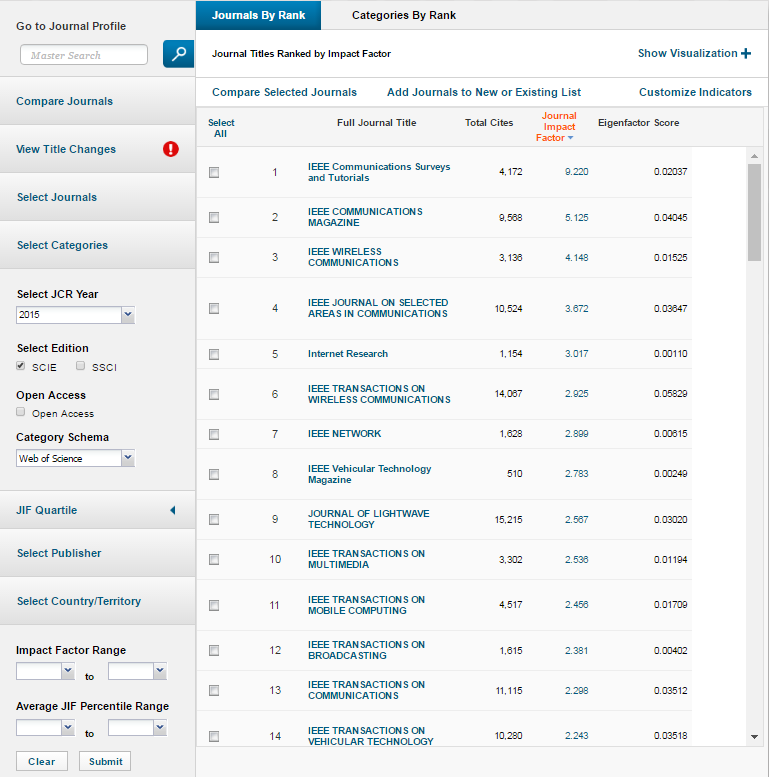 Go to Journal Profile
Master Search
Compare Journals
View Title Changes
Select Journals
Select Categories
Select JCR Year
2015
Select Edition
SCIE SSCI
Open Access
Open Access
Category Schema
Web of Science
JIF Quartile
Select Publisher
Select Country/Territory
Impact Factor Range
to
Average JIF Percentile Range
to
Clear Submit
Journals By Rank Categories By Rank
Journal Titles Ranked by Impact Factor Show Visualization +
Compare Selected Journals Add Journals to New or Existing List Customize Indicators
Select All Full Journal Title Total Cites Journal Impact Factor Eigenfactor Score
1 IEEE Communications Surveys and Tutorials 4,172 9.220 0.02037
2 IEEE COMMUNICATIONS MAGAZINE 9,568 5.125 0.04045
3 IEEE WIRELESS COMMUNICATIONS 3,136 4.148 0.01525
4 IEEE JOURNAL ON SELECTED AREAS IN COMMUNICATIONS 10,524 3.672 0.03647
5 Internet Research 1,154 3.017 0.00110
6 IEEE TRANSACTIONS ON WIRELESS COMMUNICATIONS 14,067 2.925 0.05829
7 IEEE NETWORK 1,628 2.899 0.00615
8 IEEE Vehicular Technology Magazine 510 2.783 0.00249
9 JOURNAL OF LIGHTWAVE TECHNOLOGY 15,215 2.567 0.03020
10 IEEE TRANSACTIONS ON MULTIMEDIA 3,302 2.536 0.01194
11 IEEE TRANSACTIONS ON MOBILE COMPUTING 4,517 2.456 0.01709
12 IEEE TRANSACTIONS ON BROADCASTING 1,615 2.381 0.00402
13 IEEE TRANSACTIONS ON COMMUNICATIONS 11,115 2.298 0.03512
14 IEEE TRANSACTIONS ON VEHICULAR TECHNOLOGY 10,280 2.243 0.03518